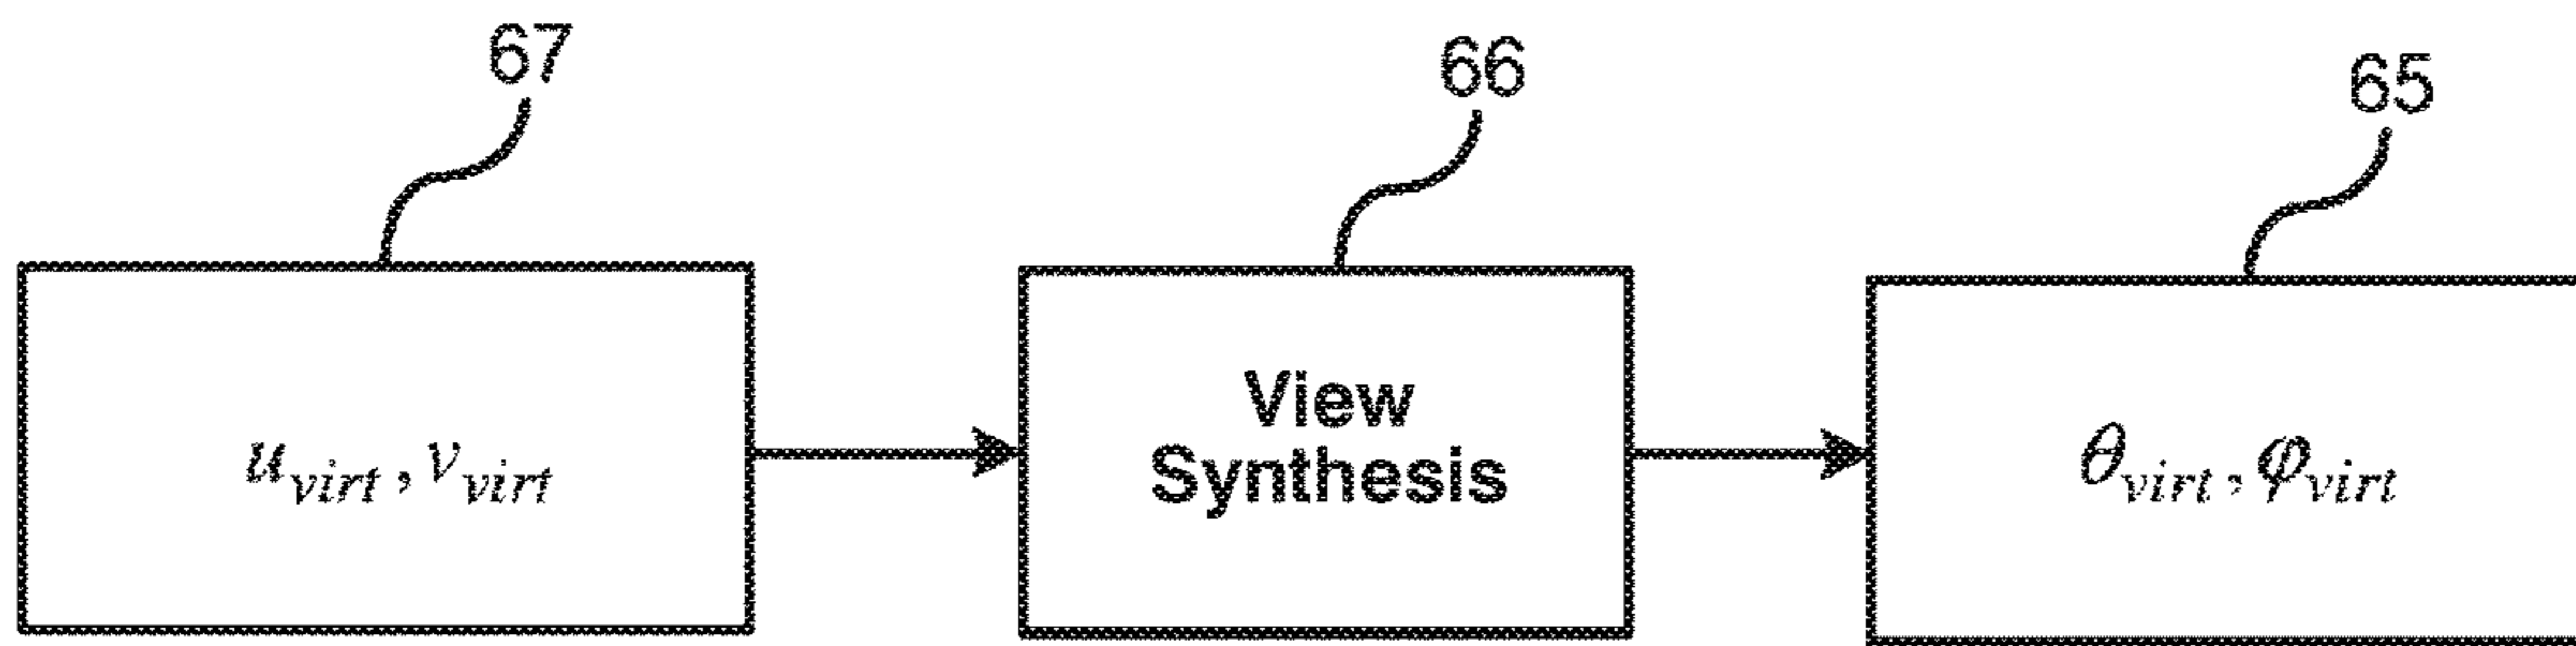 67
66
65
u_virt, v_virt
View
Synthesis
θ_virt, φ_virt